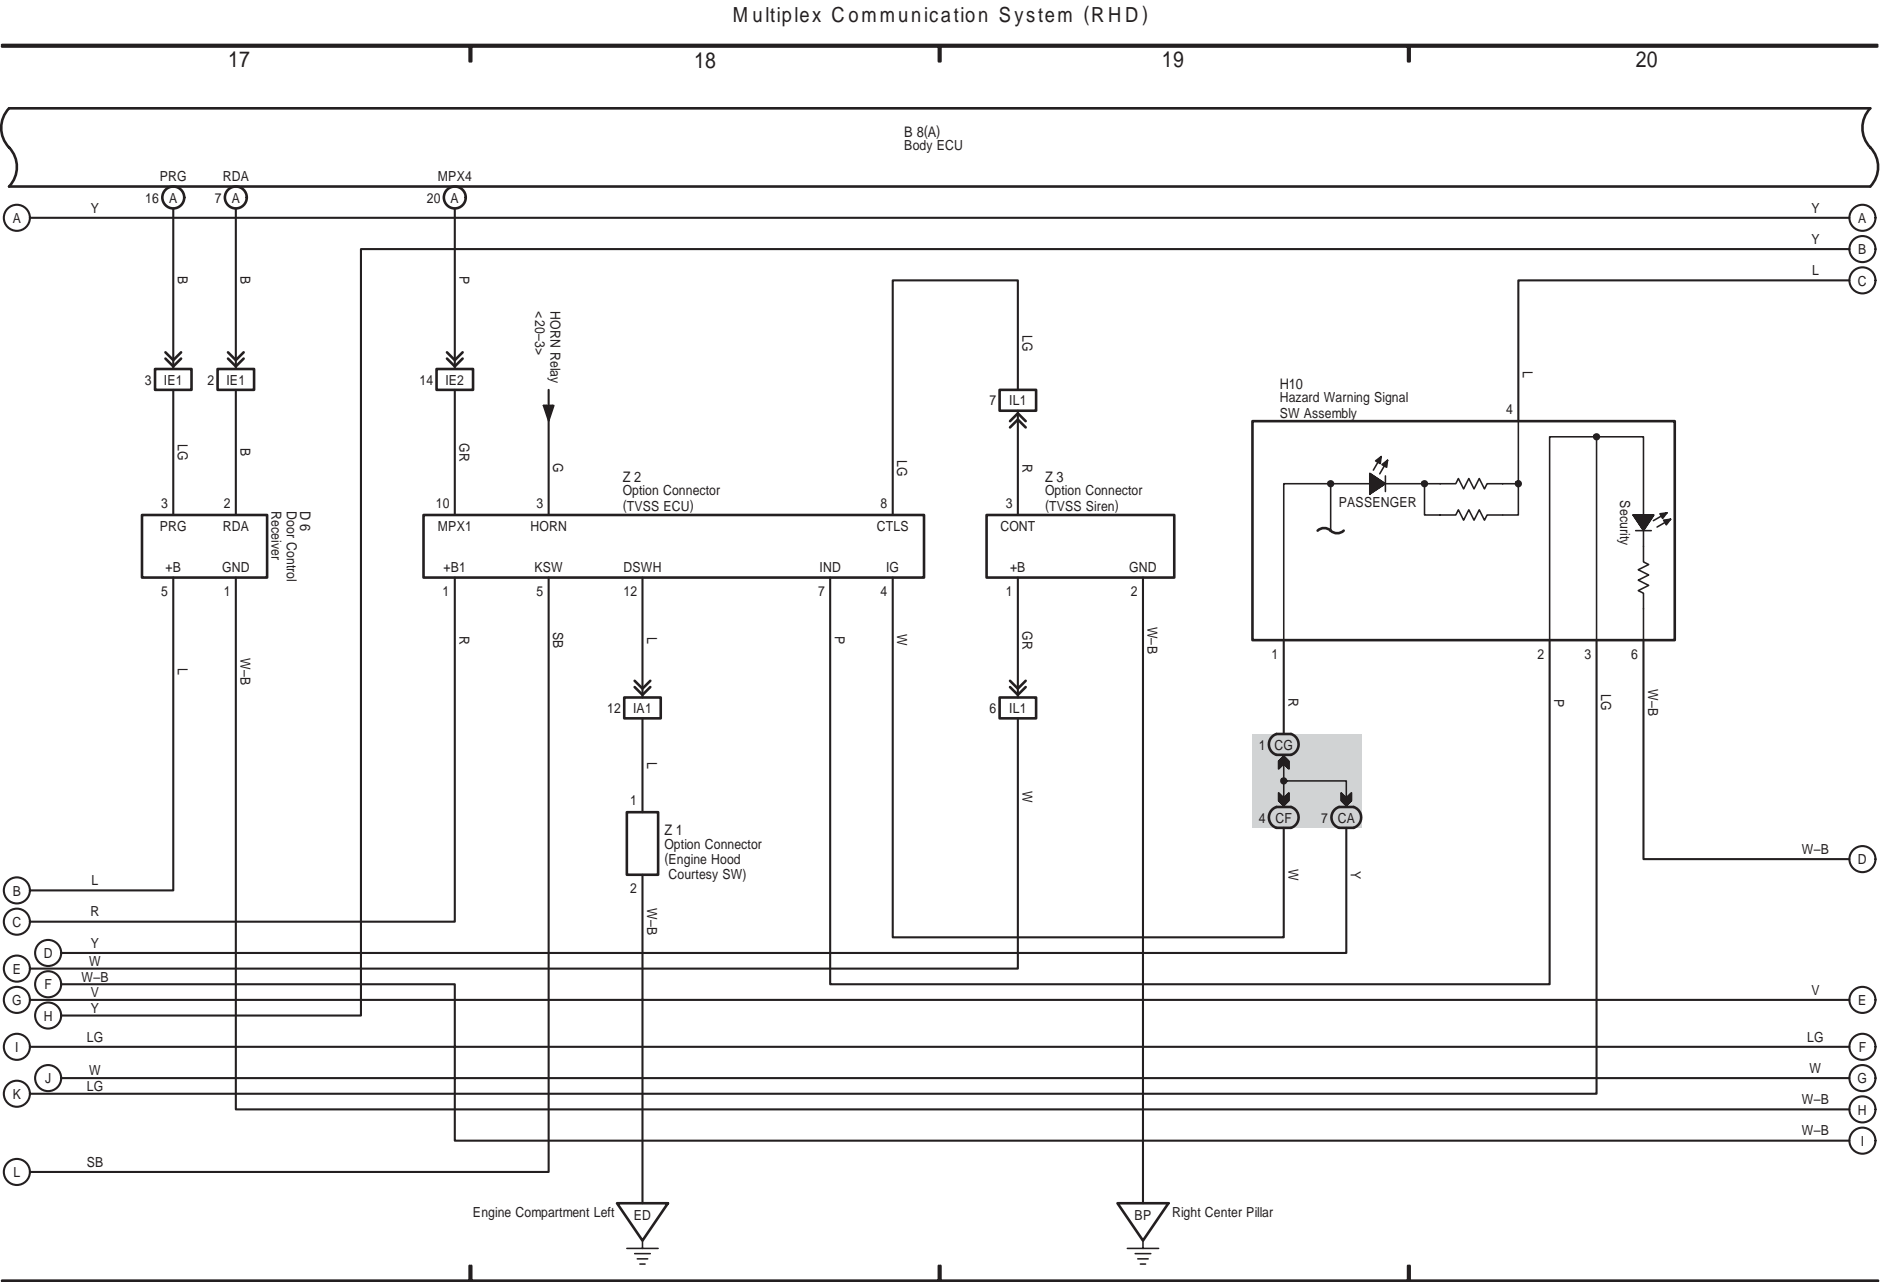 Multiplex Communication System (RHD)
17 18 19 20
B 8(A)
Body ECU
PRG RDA MPX4
16 A 7 A 20 A
A Y Y A
Y B
L C
B B P
HORN Relay
<20–3>
LG
3 IE1 2 IE1 14 IE2
7 IL1
L
H10
Hazard Warning Signal
SW Assembly
4
LG B GR G LG R
Z 2
Option Connector
(TVSS ECU)
Z 3
Option Connector
(TVSS Siren)
PASSENGER
Security
3 2 10 3 8 3
PRG RDA MPX1 HORN CTLS CONT
D 6
Door Control
Receiver
+B GND +B1 KSW DSWH IND IG +B GND
5 1 1 5 12 7 4 1 2
L W–B R SB L P W GR W–B
1 2 3 6
R P LG W–B
12 IA1
6 IL1
L W
1 CG
4 CF 7 CA
1
Z 1
Option Connector
(Engine Hood
Courtesy SW)
2
W–B
W Y
W–B D
B L
C R
D Y
E W
F W–B
G V V E
H Y
I LG LG F
J W W G
K LG
W–B H
W–B I
L SB
Engine Compartment Left ED
BP Right Center Pillar